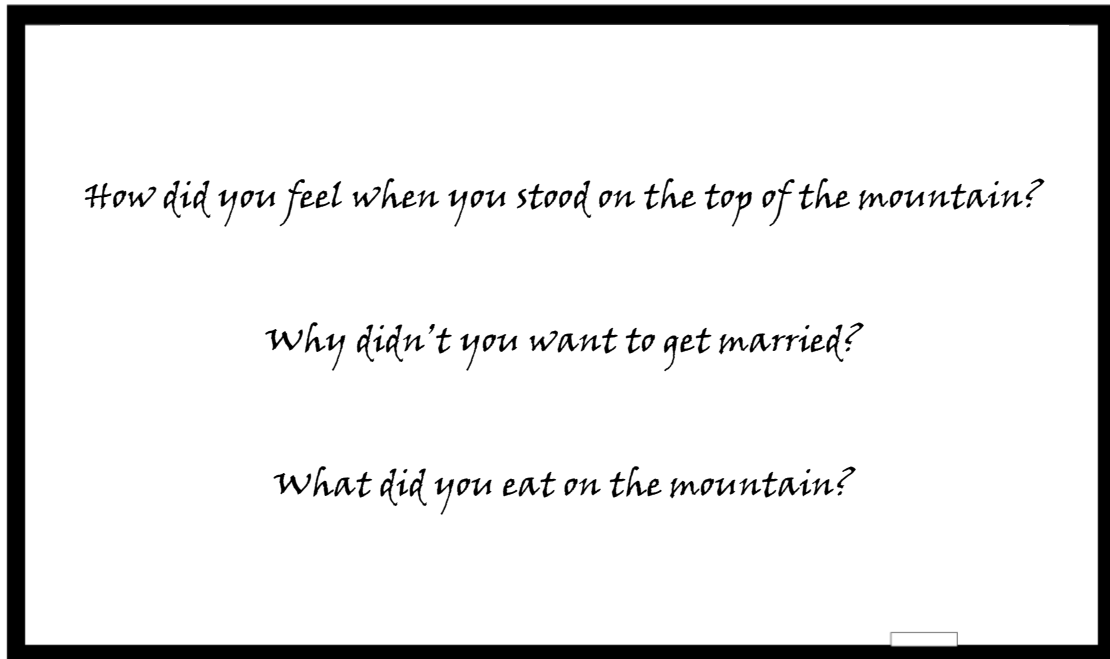 How did you feel when you stood on the top of the mountain?
Why didn't you want to get married?
What did you eat on the mountain?